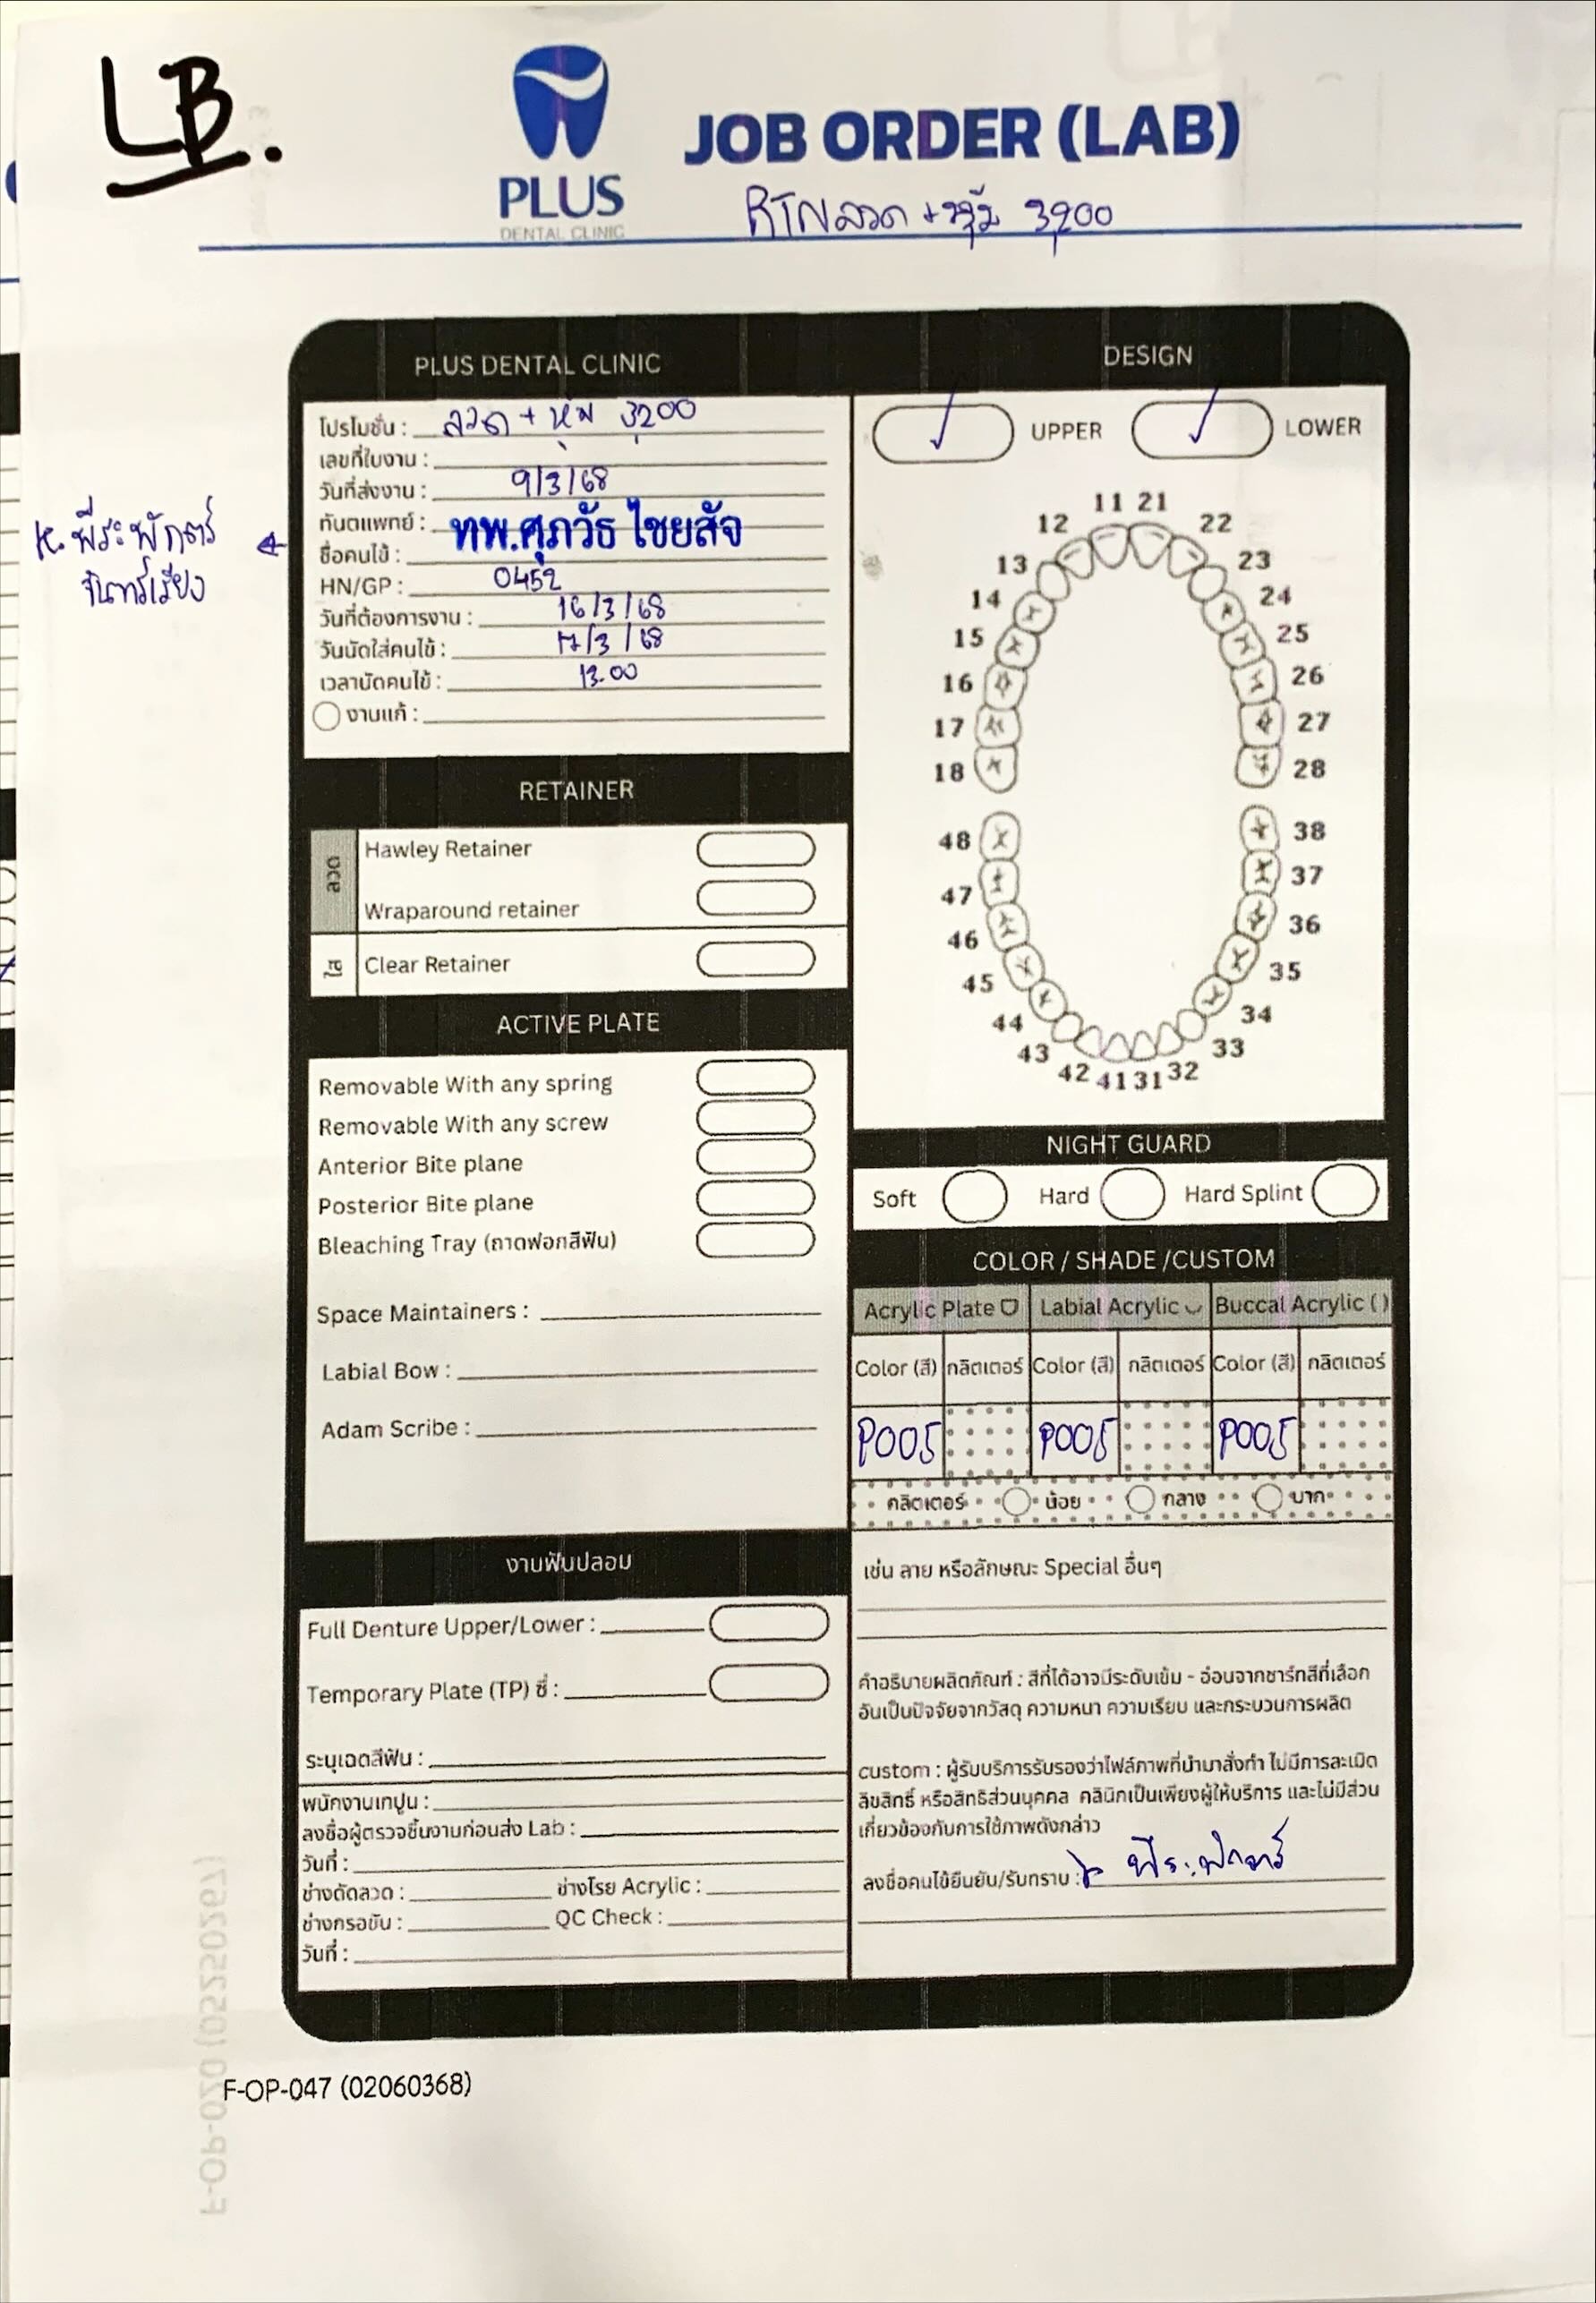 LB.
PLUS
DENTAL CLINIC
JOB ORDER (LAB)
RTNลวด + หุ้ม 3,200
PLUS DENTAL CLINIC
โปรโมชั่น : ลวด + หุ้ม 3,200
เลขที่ใบงาน :
วันที่ส่งงาน : 9/3/68
ทันตแพทย์ : ทพ.ศุภวัธ ไชยสัจ
ชื่อคนไข้ :
K. พีระพักตร์
จันทร์เรียง
HN/GP : 0452
วันที่ต้องการงาน : 16/3/68
วันนัดใส่คนไข้ : 17/3/68
เวลานัดคนไข้ : 13.00
งานแก้ :
RETAINER
ลวด
Hawley Retainer
Wraparound retainer
ใส
Clear Retainer
ACTIVE PLATE
Removable With any spring
Removable With any screw
Anterior Bite plane
Posterior Bite plane
Bleaching Tray (ถาดฟอกสีฟัน)
Space Maintainers :
Labial Bow :
Adam Scribe :
งานฟันปลอม
Full Denture Upper/Lower :
Temporary Plate (TP) ซี่ :
ระบุเฉดสีฟัน :
พนักงานเทปูน :
ลงชื่อผู้ตรวจชิ้นงานก่อนส่ง Lab :
วันที่ :
ช่างดัดลวด : ช่างโรย Acrylic :
ช่างกรอขัน : QC Check :
วันที่ :
DESIGN
UPPER LOWER
11 21
12 22
13 23
14 24
15 25
16 26
17 27
18 28
48 38
47 37
46 36
45 35
44 34
43 33
42 41 31 32
NIGHT GUARD
Soft Hard Hard Splint
COLOR / SHADE /CUSTOM
Acrylic Plate Labial Acrylic Buccal Acrylic ( )
Color (สี) กลิตเตอร์ Color (สี) กลิตเตอร์ Color (สี) กลิตเตอร์
P005 P005 P005
กลิตเตอร์ น้อย กลาง มาก
เช่น ลาย หรือลักษณะ Special อื่นๆ
คำอธิบายผลิตภัณฑ์ : สีที่ได้อาจมีระดับเข้ม - อ่อนจากชาร์ทสีที่เลือก
อันเป็นปัจจัยจากวัสดุ ความหนา ความเรียบ และกระบวนการผลิต
custom : ผู้รับบริการรับรองว่าไฟล์ภาพที่นำมาสั่งทำ ไม่มีการละเมิด
ลิขสิทธิ์ หรือสิทธิส่วนบุคคล คลินิกเป็นเพียงผู้ให้บริการ และไม่มีส่วน
เกี่ยวข้องกับการใช้ภาพดังกล่าว
ลงชื่อคนไข้ยืนยัน/รับทราบ : พีระพักตร์
F-OP-047 (02060368)
F-OP-020 (05250267)